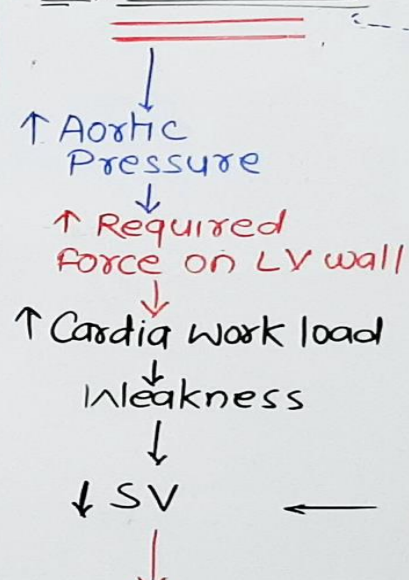 ↑ Aortic
Pressure
↑ Required
force on LV wall
↑ Cardia work load
Weakness
↓ SV